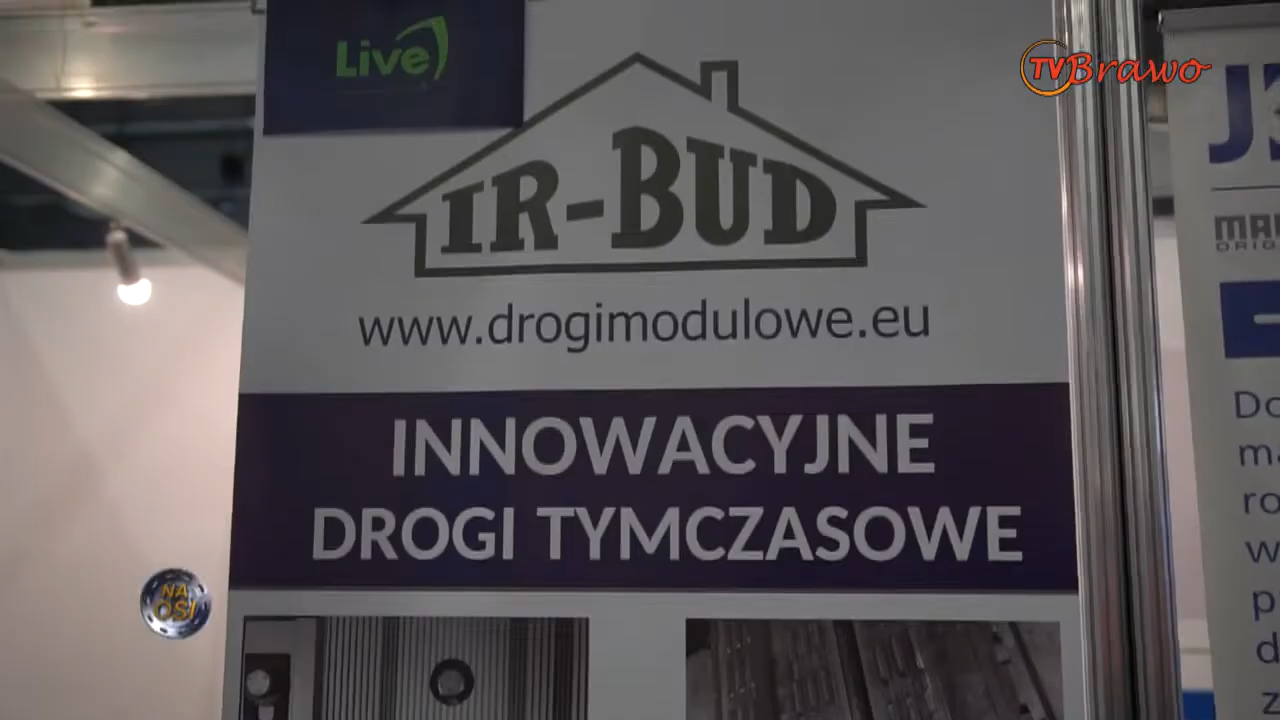 Live
TVBrawo
IR-BUD
www.drogimodulowe.eu
INNOWACYJNE
DROGI TYMCZASOWE
NA
OSI